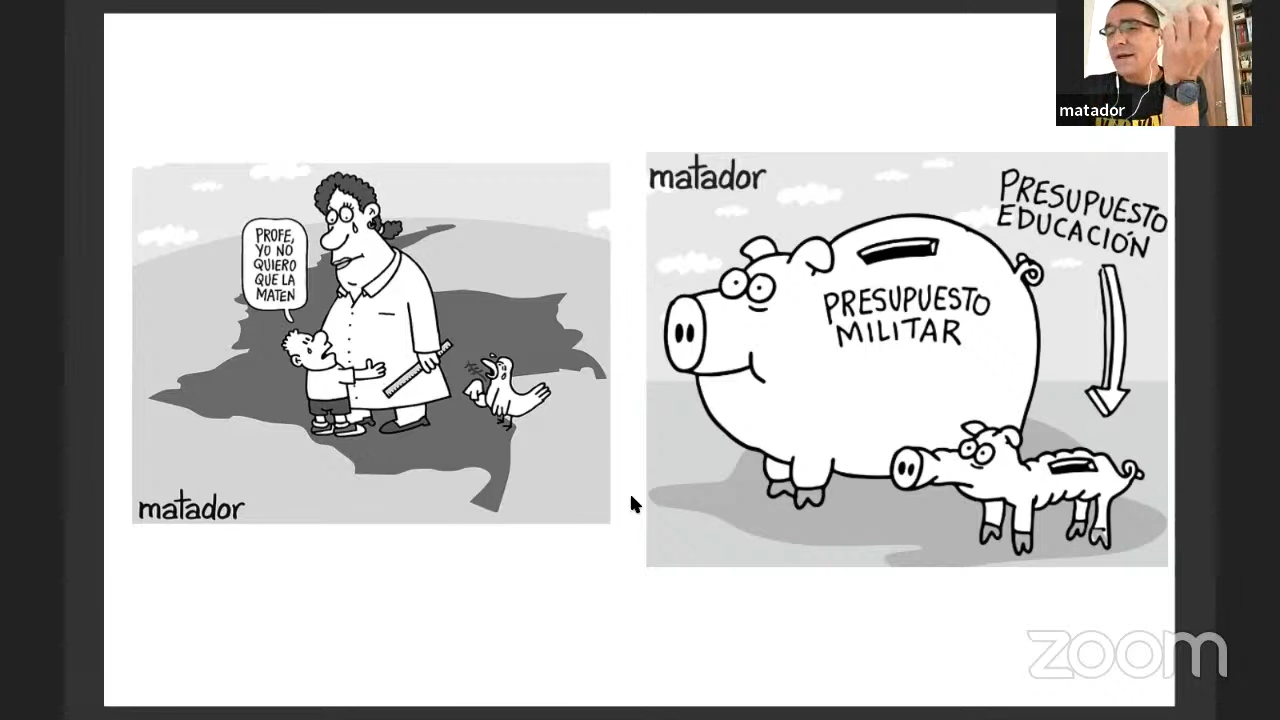 matador
PROFE,
YO NO
QUIERO
QUE LA
MATEN
matador
matador
PRESUPUESTO
EDUCACIÓN
PRESUPUESTO
MILITAR
zoom